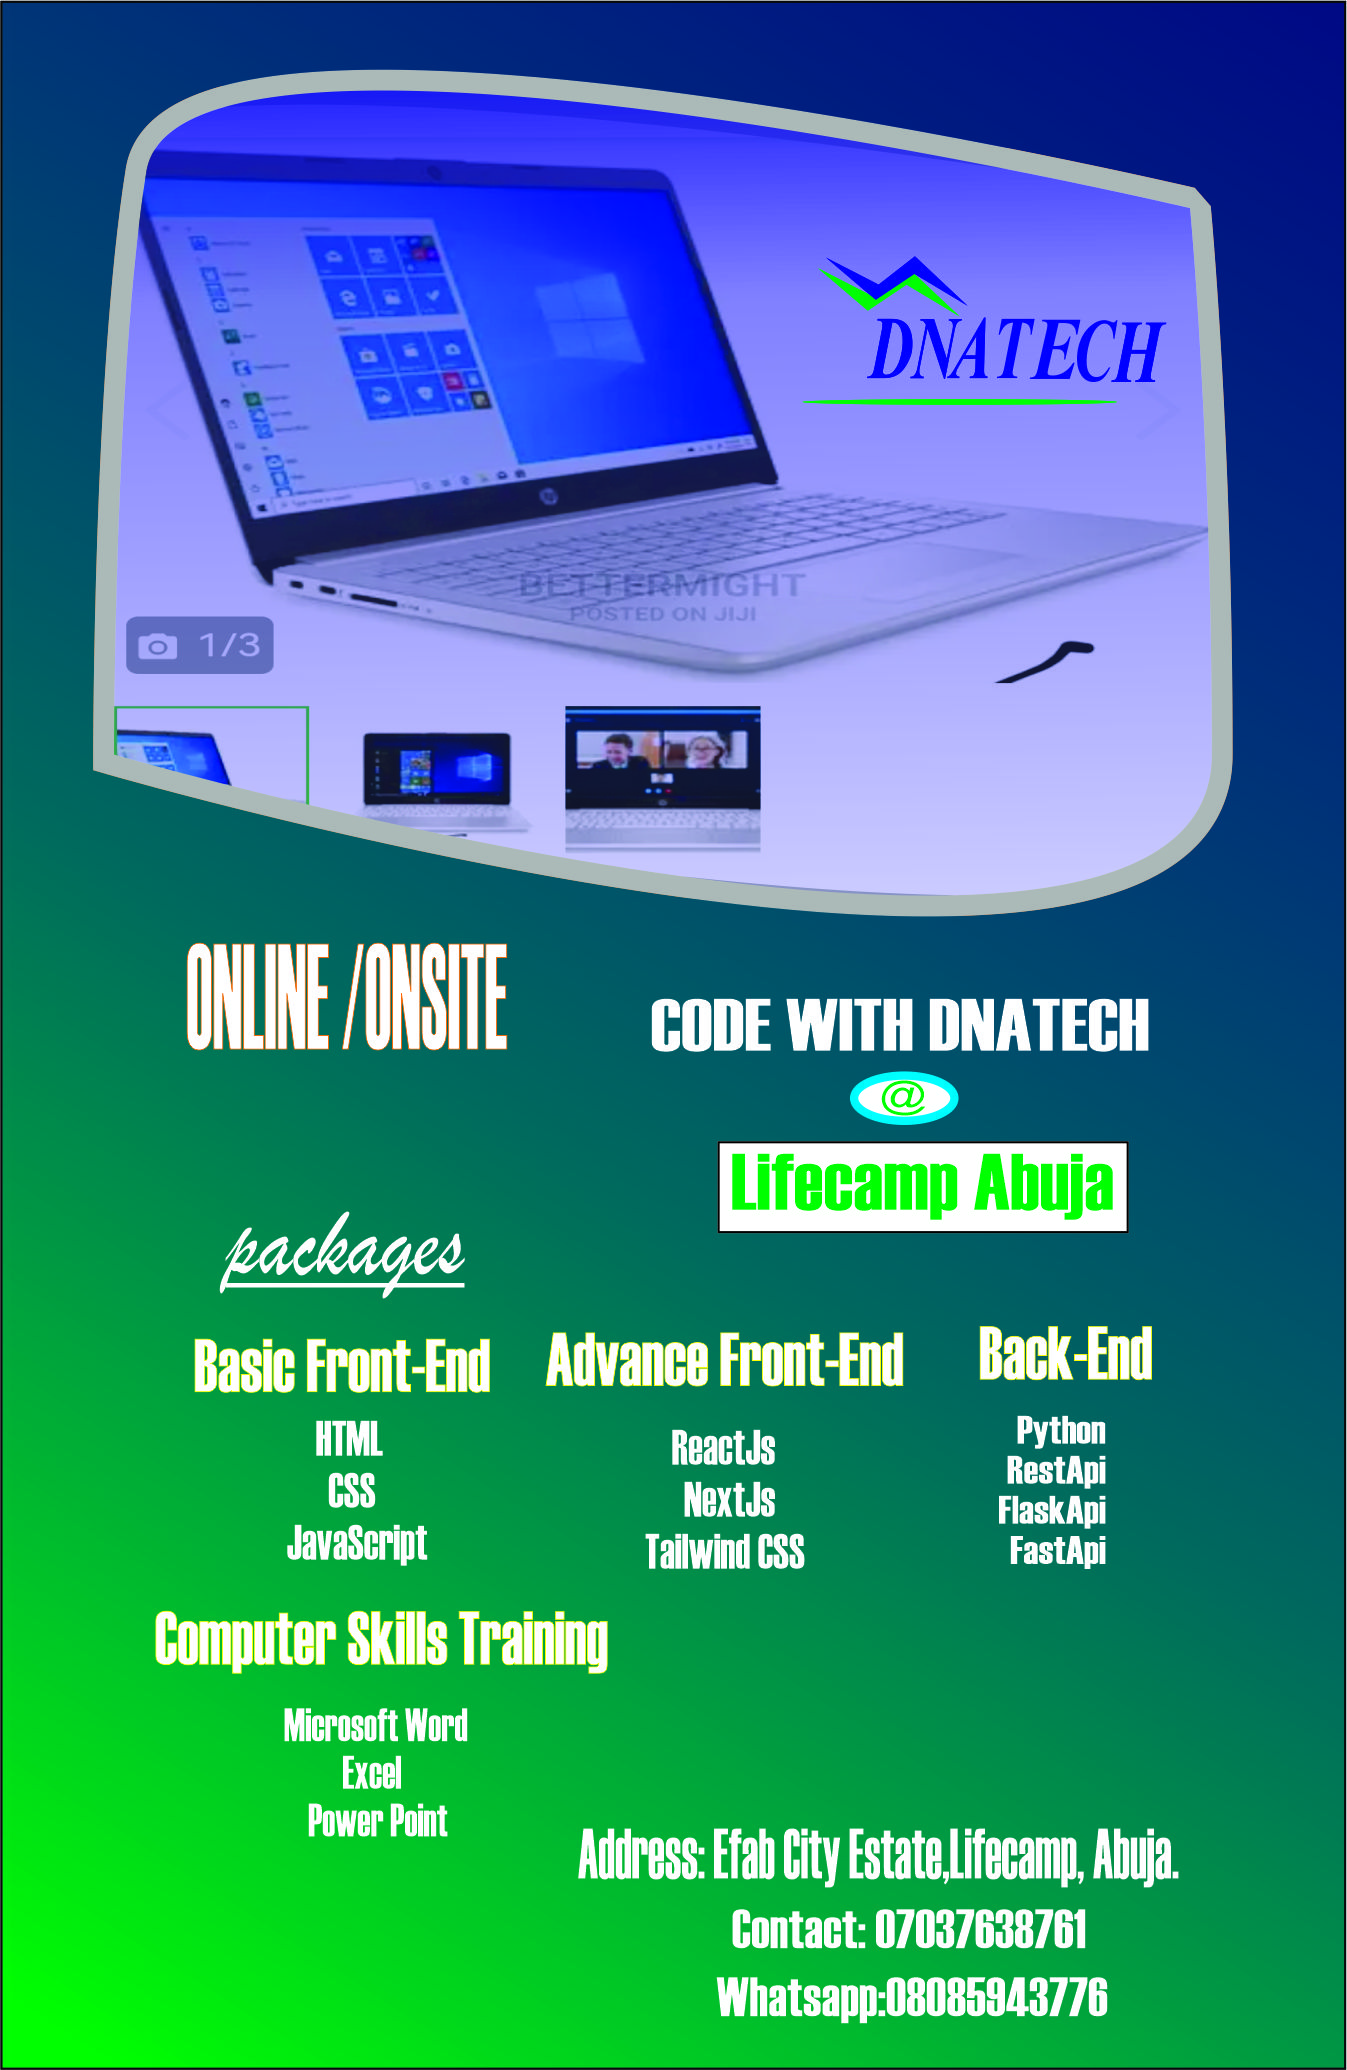 DNATECH
BETTERMIGHT
POSTED ON JIJI
1/3
ONLINE /ONSITE
CODE WITH DNATECH
@
Lifecamp Abuja
packages
Basic Front-End
HTML
CSS
JavaScript
Advance Front-End
ReactJs
NextJs
Tailwind CSS
Back-End
Python
RestApi
FlaskApi
FastApi
Computer Skills Training
Microsoft Word
Excel
Power Point
Address: Efab City Estate,Lifecamp, Abuja.
Contact: 07037638761
Whatsapp:08085943776